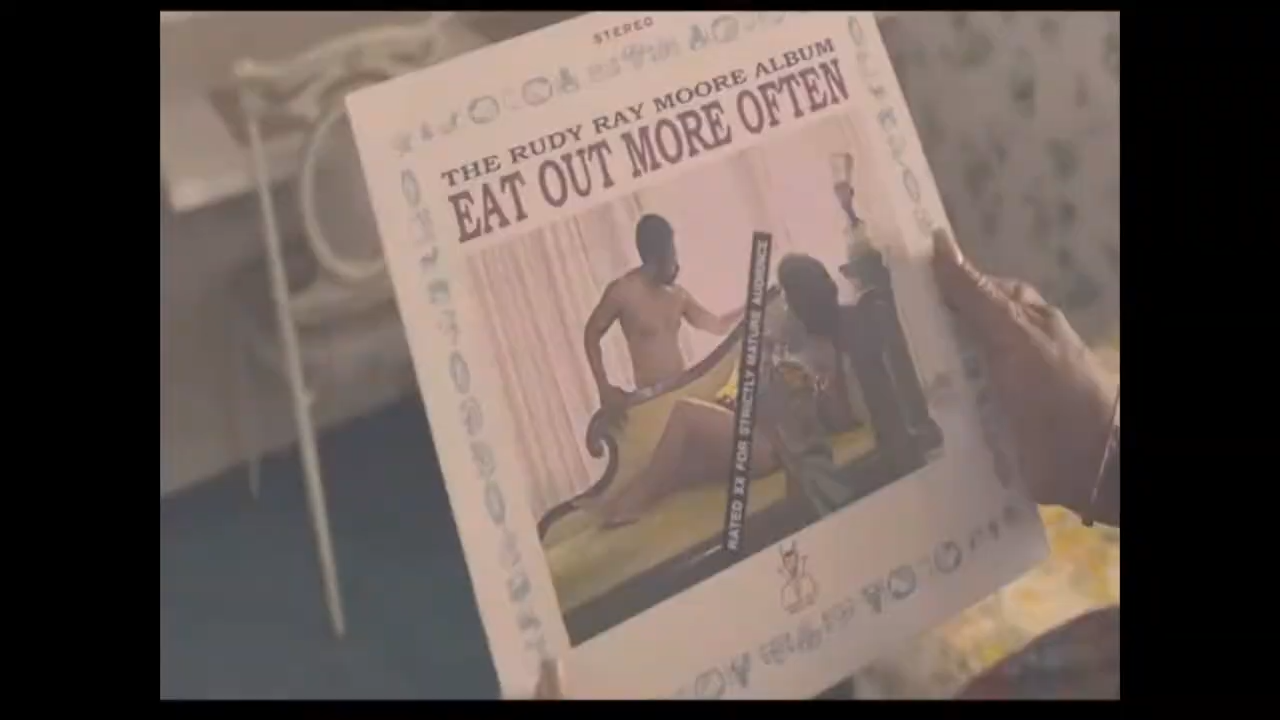 STEREO
THE RUDY RAY MOORE ALBUM
EAT OUT MORE OFTEN
RATED XX FOR STRICTLY MATURE AUDIENCE